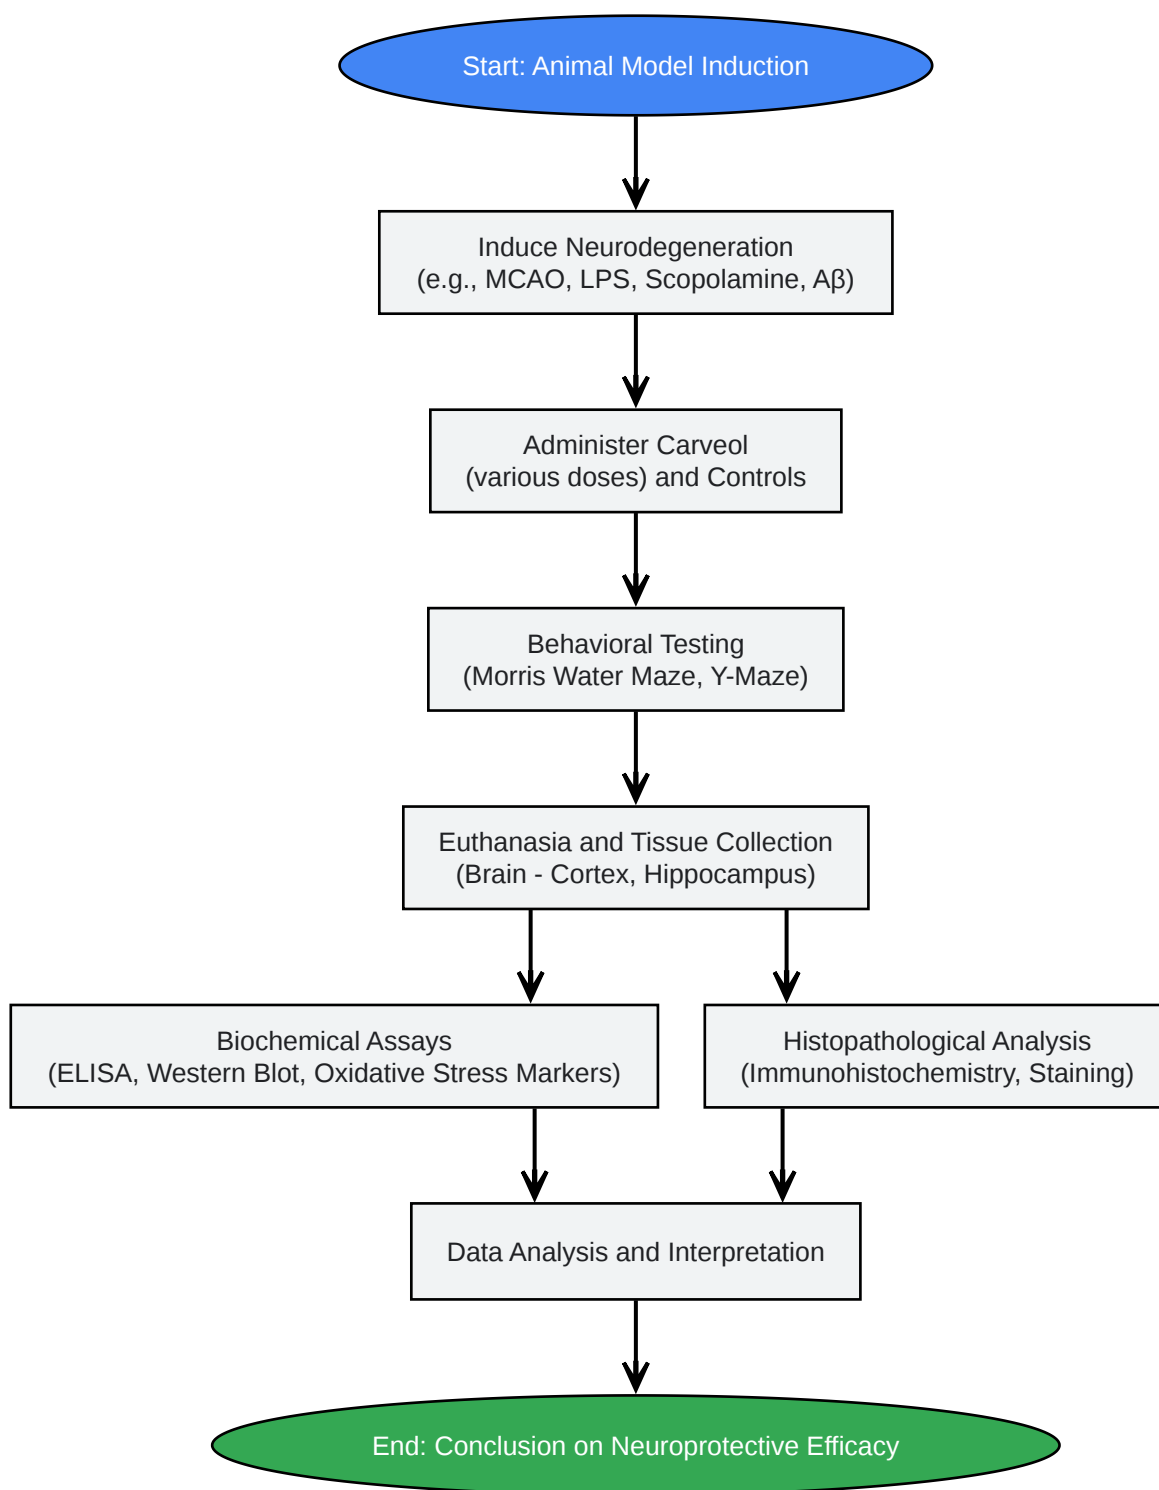 Start: Animal Model Induction
Induce Neurodegeneration
(e.g., MCAO, LPS, Scopolamine, Aβ)
Administer Carveol
(various doses) and Controls
Behavioral Testing
(Morris Water Maze, Y-Maze)
Euthanasia and Tissue Collection
(Brain - Cortex, Hippocampus)
Biochemical Assays
(ELISA, Western Blot, Oxidative Stress Markers)
Histopathological Analysis
(Immunohistochemistry, Staining)
Data Analysis and Interpretation
End: Conclusion on Neuroprotective Efficacy